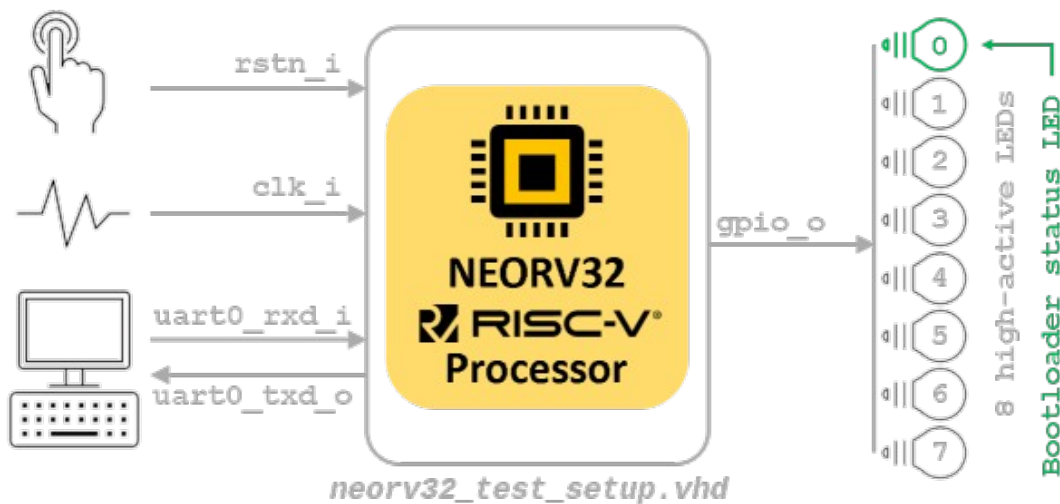 rstn_i
clk_i
uart0_rxd_i
uart0_txd_o
NEORV32
RISC-V®
Processor
gpio_o
0
1
2
3
4
5
6
7
8 high-active LEDs
Bootloader status LED
neorv32_test_setup.vhd